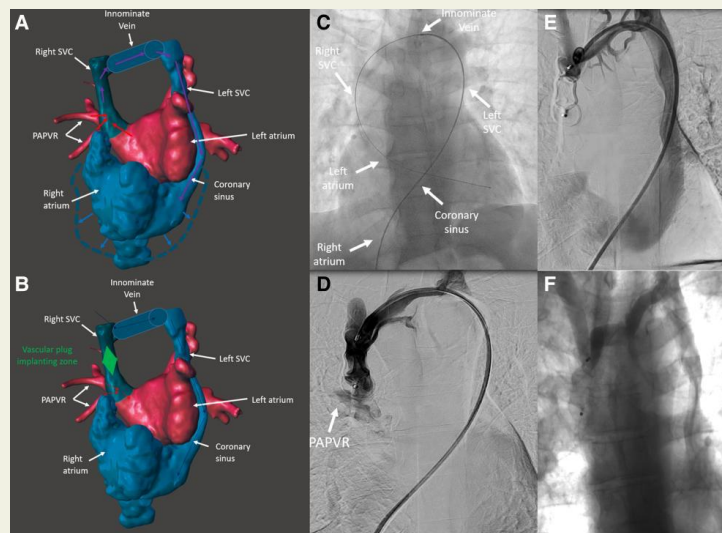 A
Innominate
Vein
Right SVC
Left SVC
PAPVR
Left atrium
Right
atrium
Coronary
sinus
B
Innominate
Vein
Right SVC
Vascular plug
implanting zone
Left SVC
PAPVR
Left atrium
Right
atrium
Coronary
sinus
C
Innominate
Vein
Right
SVC
Left
SVC
Left
atrium
Coronary
sinus
Right
atrium
D
PAPVR
E
F